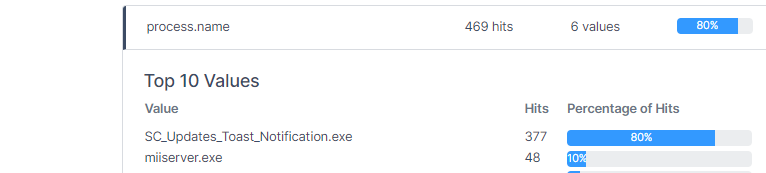 process.name 469 hits 6 values 80%
Top 10 Values
Value Hits Percentage of Hits
SC_Updates_Toast_Notification.exe 377 80%
miiserver.exe 48 10%